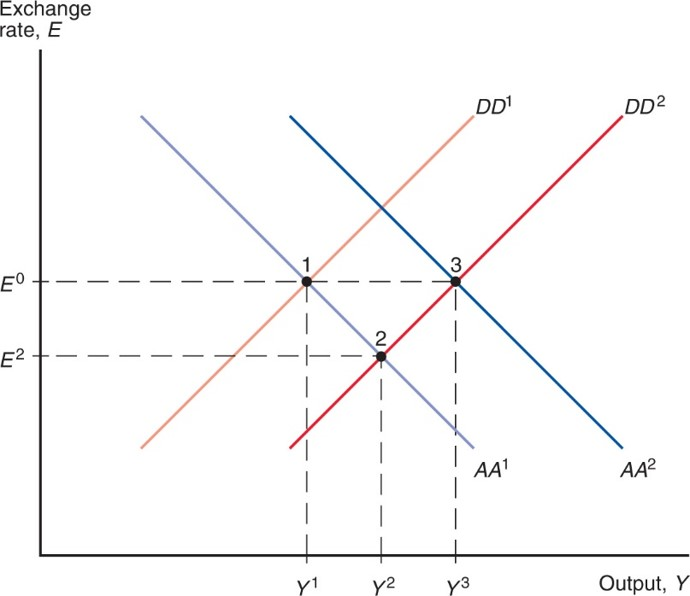 Exchange
rate, E
DD¹
DD²
1
3
E⁰
2
E²
AA¹
AA²
Y¹
Y²
Y³
Output, Y